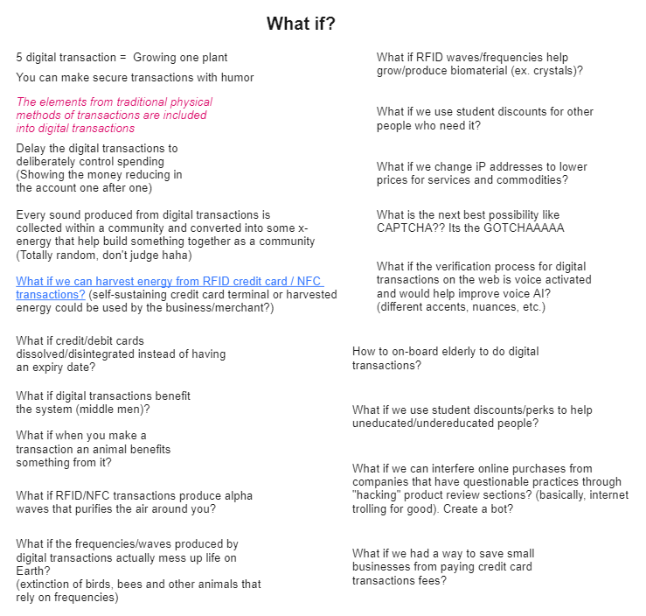 What if?
5 digital transaction = Growing one plant
You can make secure transactions with humor
The elements from traditional physical
methods of transactions are included
into digital transactions
Delay the digital transactions to
deliberately control spending
(Showing the money reducing in
the account one after one)
Every sound produced from digital transactions is
collected within a community and converted into some x-
energy that help build something together as a community
(Totally random, don't judge haha)
What if we can harvest energy from RFID credit card / NFC
transactions? (self-sustaining credit card terminal or harvested
energy could be used by the business/merchant?)
What if credit/debit cards
dissolved/disintegrated instead of having
an expiry date?
What if digital transactions benefit
the system (middle men)?
What if when you make a
transaction an animal benefits
something from it?
What if RFID/NFC transactions produce alpha
waves that purifies the air around you?
What if the frequencies/waves produced by
digital transactions actually mess up life on
Earth?
(extinction of birds, bees and other animals that
rely on frequencies)
What if RFID waves/frequencies help
grow/produce biomaterial (ex. crystals)?
What if we use student discounts for other
people who need it?
What if we change iP addresses to lower
prices for services and commodities?
What is the next best possibility like
CAPTCHA?? Its the GOTCHAAAAA
What if the verification process for digital
transactions on the web is voice activated
and would help improve voice AI?
(different accents, nuances, etc.)
How to on-board elderly to do digital
transactions?
What if we use student discounts/perks to help
uneducated/undereducated people?
What if we can interfere online purchases from
companies that have questionable practices through
"hacking" product review sections? (basically, internet
trolling for good). Create a bot?
What if we had a way to save small
businesses from paying credit card
transactions fees?